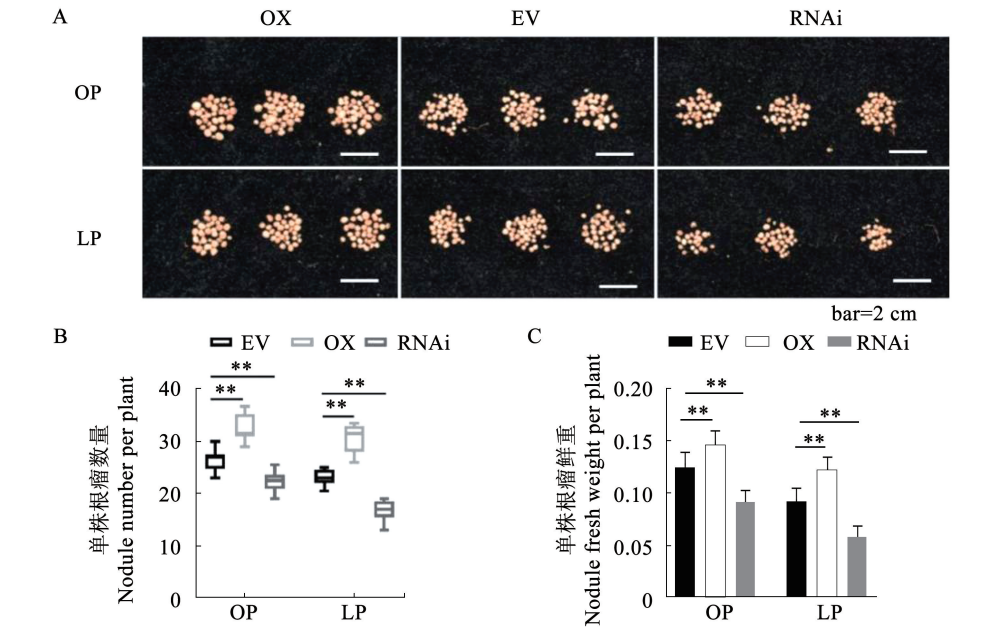 A
OX EV RNAi
OP
LP
bar=2 cm
B
EV OX RNAi
单株根瘤数量
Nodule number per plant
40
30
20
10
0
** **
** **
OP LP
C
EV OX RNAi
单株根瘤鲜重
Nodule fresh weight per plant
0.20
0.15
0.10
0.05
0
** **
** **
OP LP